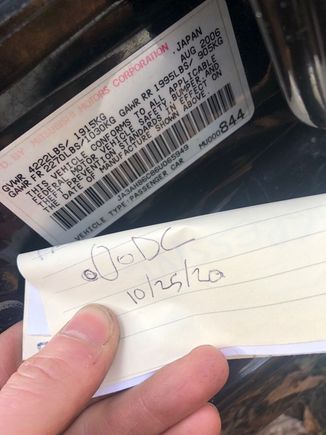 MOTORS CORPORATION, JAPAN
AUG 2006
GVWR 4222LBS/ 1915KG
GAWR FR 2270LBS/1030KG GAWR RR 1995LBS/ 905KG
THIS VEHICLE CONFORMS TO ALL APPLICABLE
FEDERAL MOTOR VEHICLE SAFETY, BUMPER, AND
THEFT PREVENTION STANDARDS IN EFFECT ON
THE DATE OF MANUFACTURE SHOWN ABOVE.
VEHICLE TYPE: PASSENGER CAR
MU000844
10/25/20